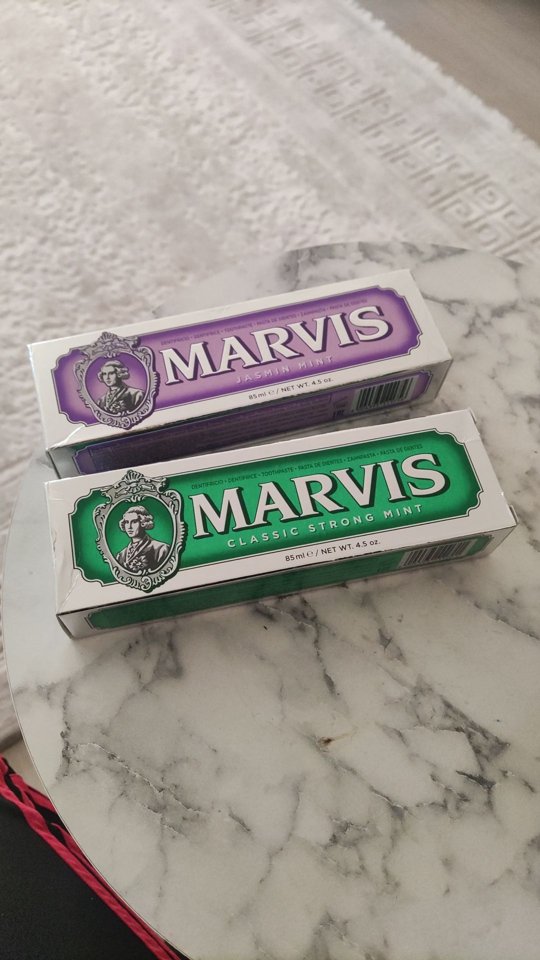 DENTIFRICIO • DENTIFRICE • TOOTHPASTE • PASTA DE DIENTES • ZAHNPASTA • PASTA DE DENTES
MARVIS
JASMIN MINT
85 ml ℮ / NET WT. 4.5 oz.
DENTIFRICIO • DENTIFRICE • TOOTHPASTE • PASTA DE DIENTES • ZAHNPASTA • PASTA DE DENTES
MARVIS
CLASSIC STRONG MINT
85 ml ℮ / NET WT. 4.5 oz.